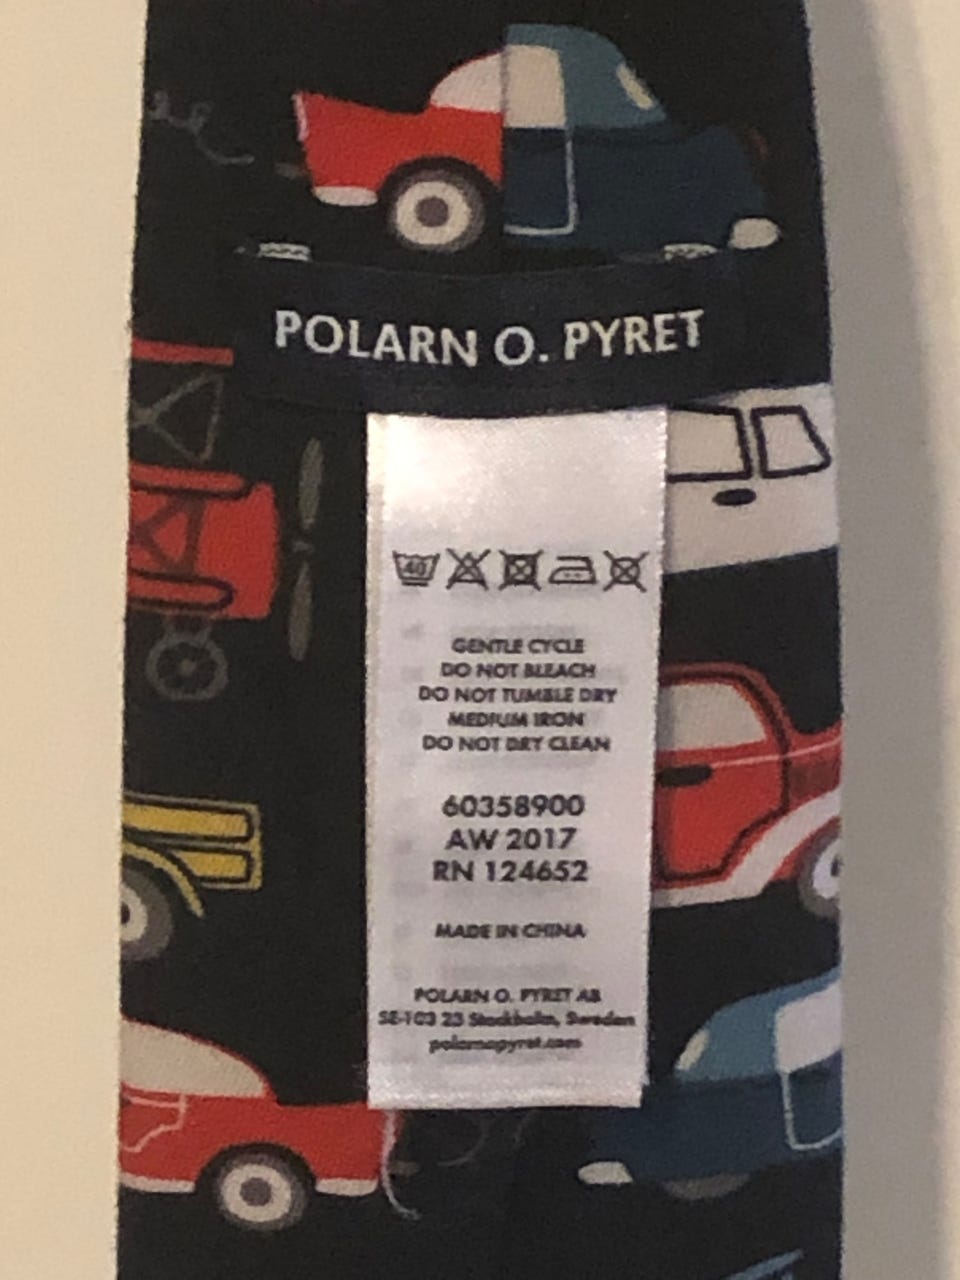 POLARN O. PYRET
40
GENTLE CYCLE
DO NOT BLEACH
DO NOT TUMBLE DRY
MEDIUM IRON
DO NOT DRY CLEAN
60358900
AW 2017
RN 124652
MADE IN CHINA
POLARN O. PYRET AB
SE-103 25 Stockholm, Sweden
polarnopyret.com